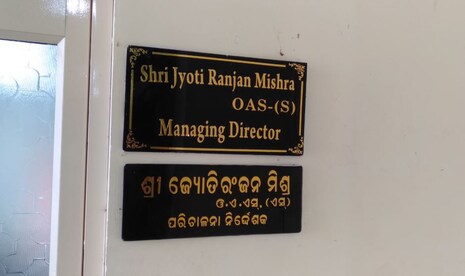 Shri Jyoti Ranjan Mishra
OAS-(S)
Managing Director
ଶ୍ରୀ ଜ୍ୟୋତିରଂଜନ ମିଶ୍ର
ଓ.ଏ.ଏସ୍.(ଏସ୍)
ପରିଚାଳନା ନିର୍ଦ୍ଦେଶକ